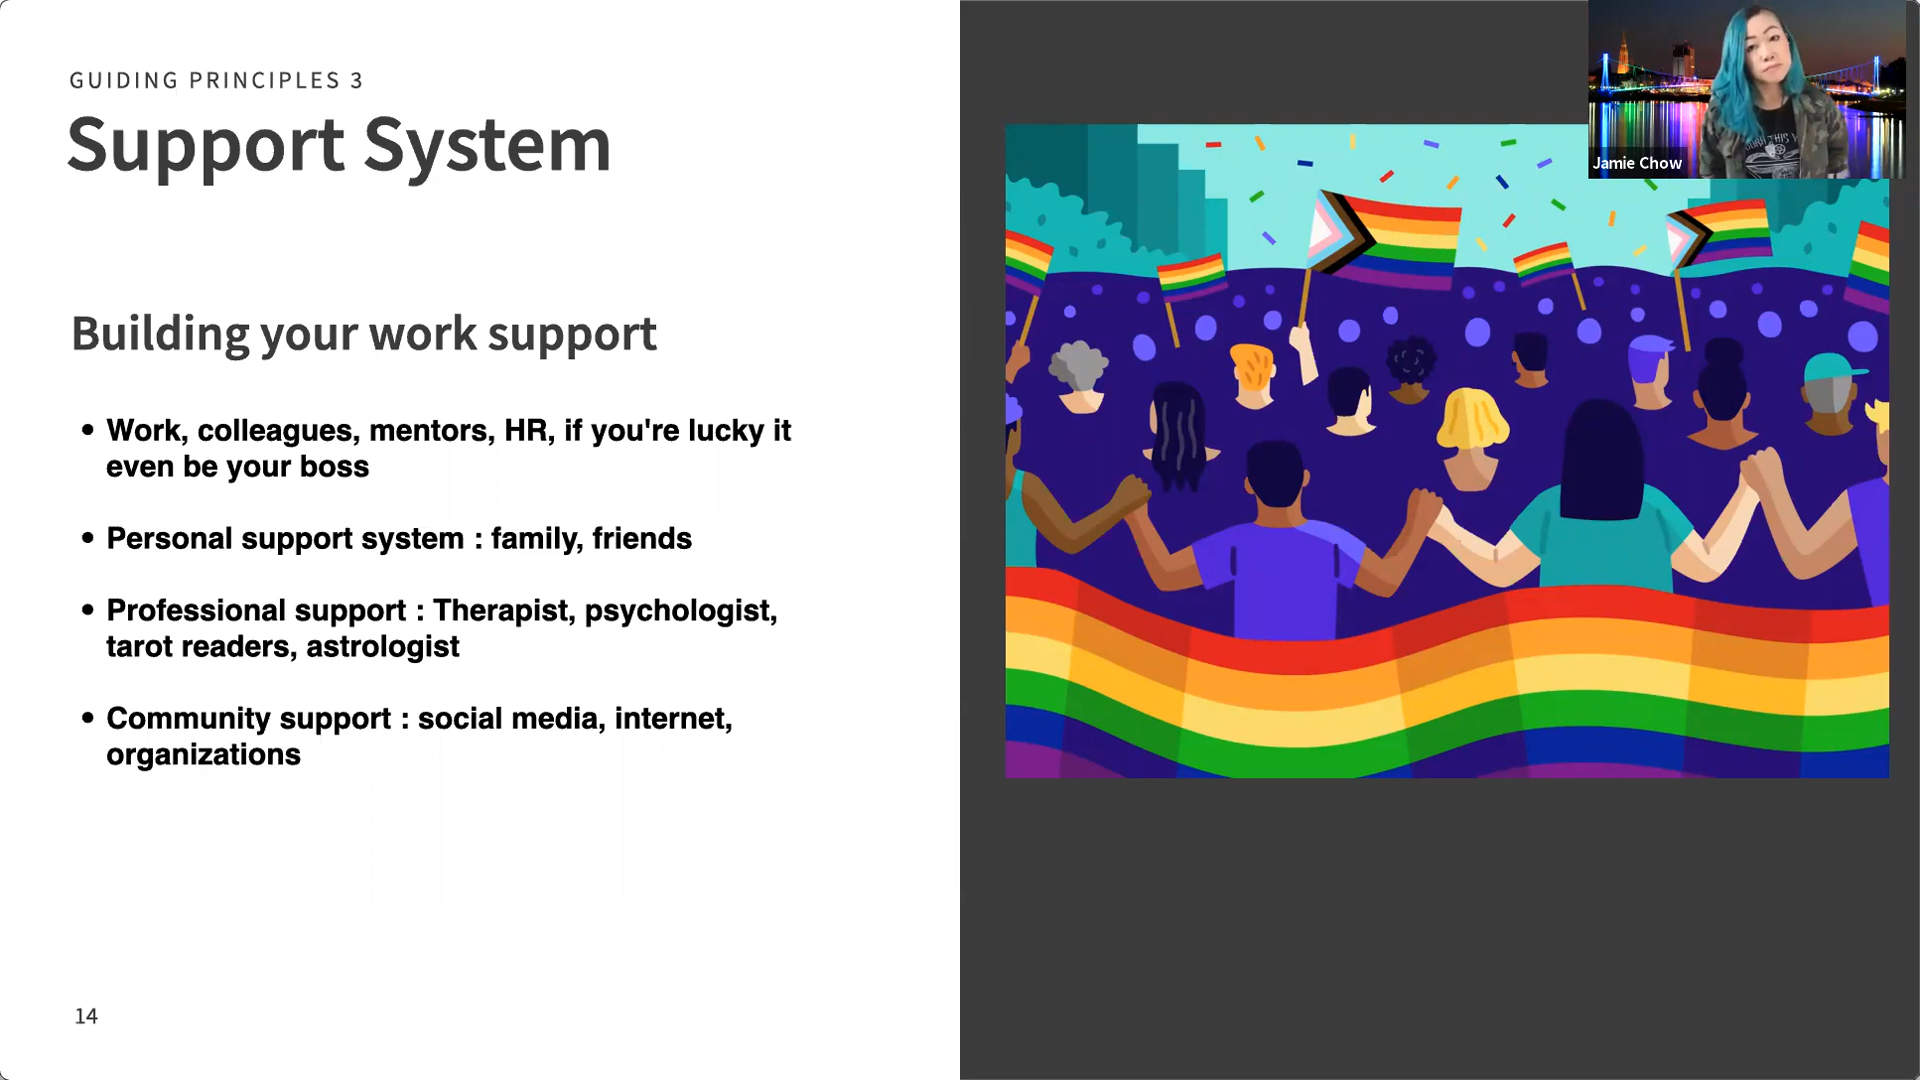 GUIDING PRINCIPLES 3
Support System
Building your work support
• Work, colleagues, mentors, HR, if you're lucky it
even be your boss
• Personal support system : family, friends
• Professional support : Therapist, psychologist,
tarot readers, astrologist
• Community support : social media, internet,
organizations
14
Jamie Chow
THIS